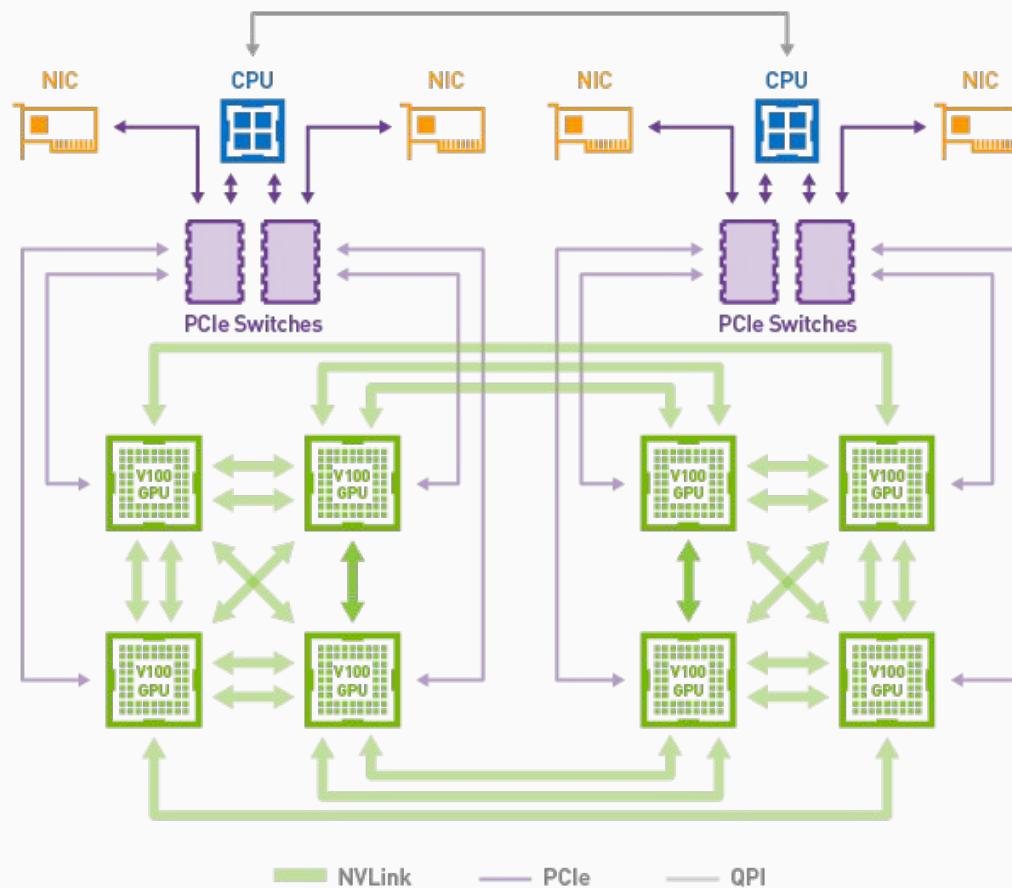 NIC
CPU
NIC
NIC
CPU
NIC
PCIe Switches
PCIe Switches
V100
GPU
V100
GPU
V100
GPU
V100
GPU
V100
GPU
V100
GPU
V100
GPU
V100
GPU
NVLink
PCIe
QPI